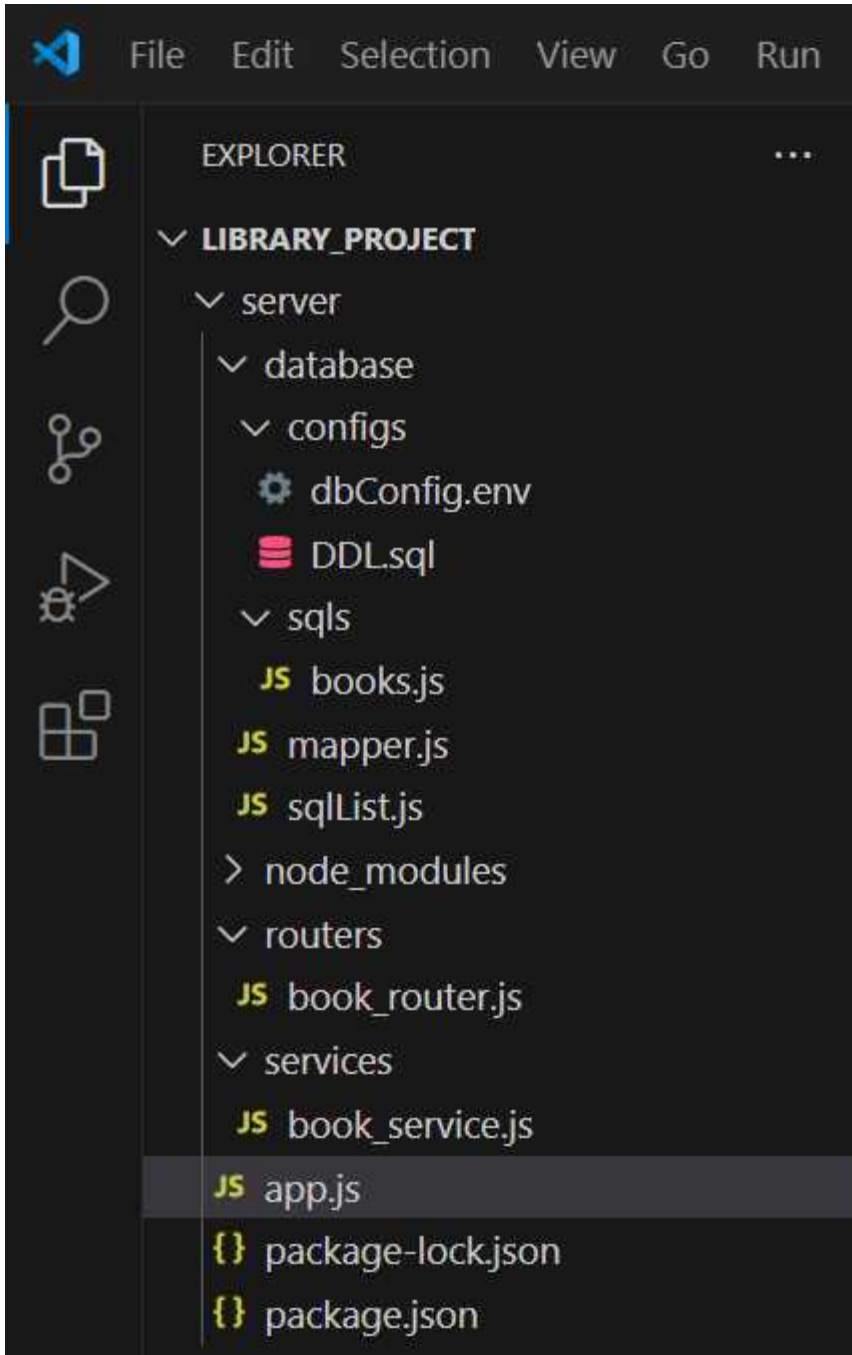 File Edit Selection View Go Run
EXPLORER ...
LIBRARY_PROJECT
server
database
configs
dbConfig.env
DDL.sql
sqls
JS books.js
JS mapper.js
JS sqlList.js
node_modules
routers
JS book_router.js
services
JS book_service.js
JS app.js
{} package-lock.json
{} package.json